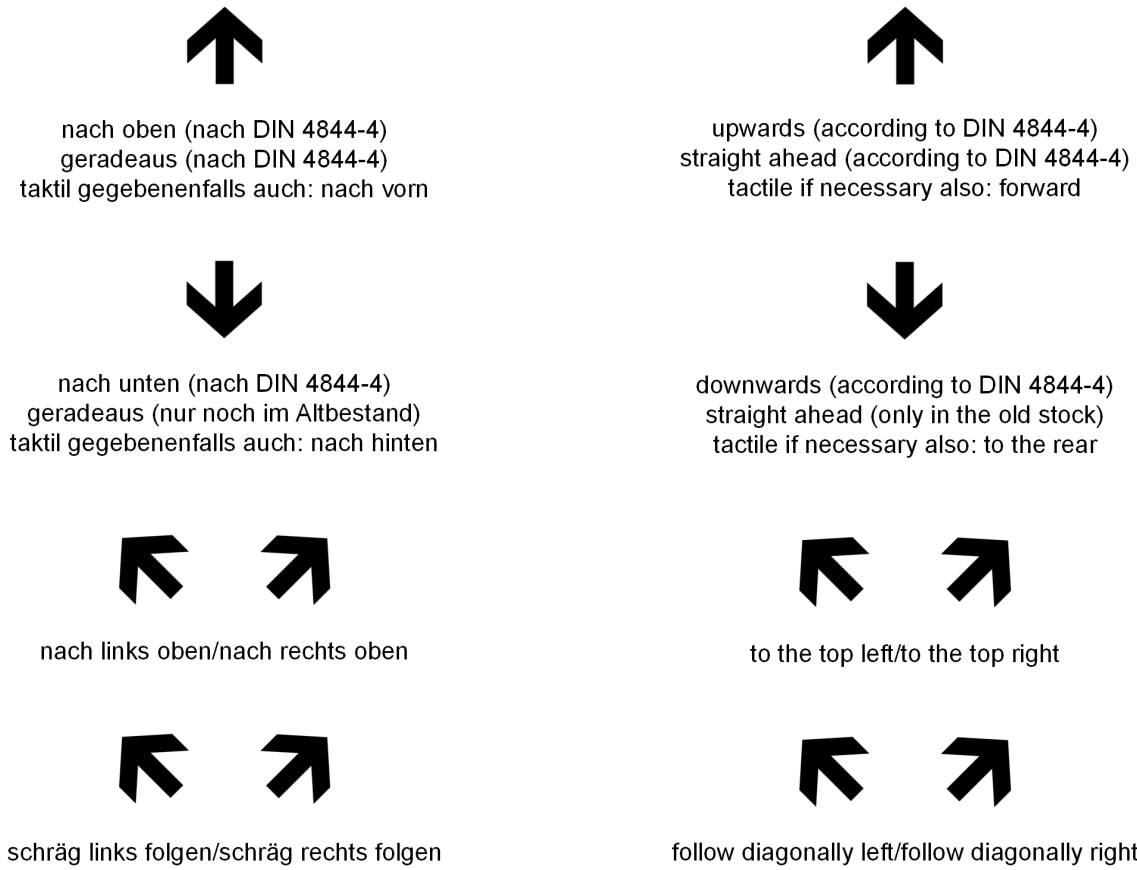 nach oben (nach DIN 4844-4)
geradeaus (nach DIN 4844-4)
taktil gegebenenfalls auch: nach vorn
upwards (according to DIN 4844-4)
straight ahead (according to DIN 4844-4)
tactile if necessary also: forward
nach unten (nach DIN 4844-4)
geradeaus (nur noch im Altbestand)
taktil gegebenenfalls auch: nach hinten
downwards (according to DIN 4844-4)
straight ahead (only in the old stock)
tactile if necessary also: to the rear
nach links oben/nach rechts oben
to the top left/to the top right
schräg links folgen/schräg rechts folgen
follow diagonally left/follow diagonally right